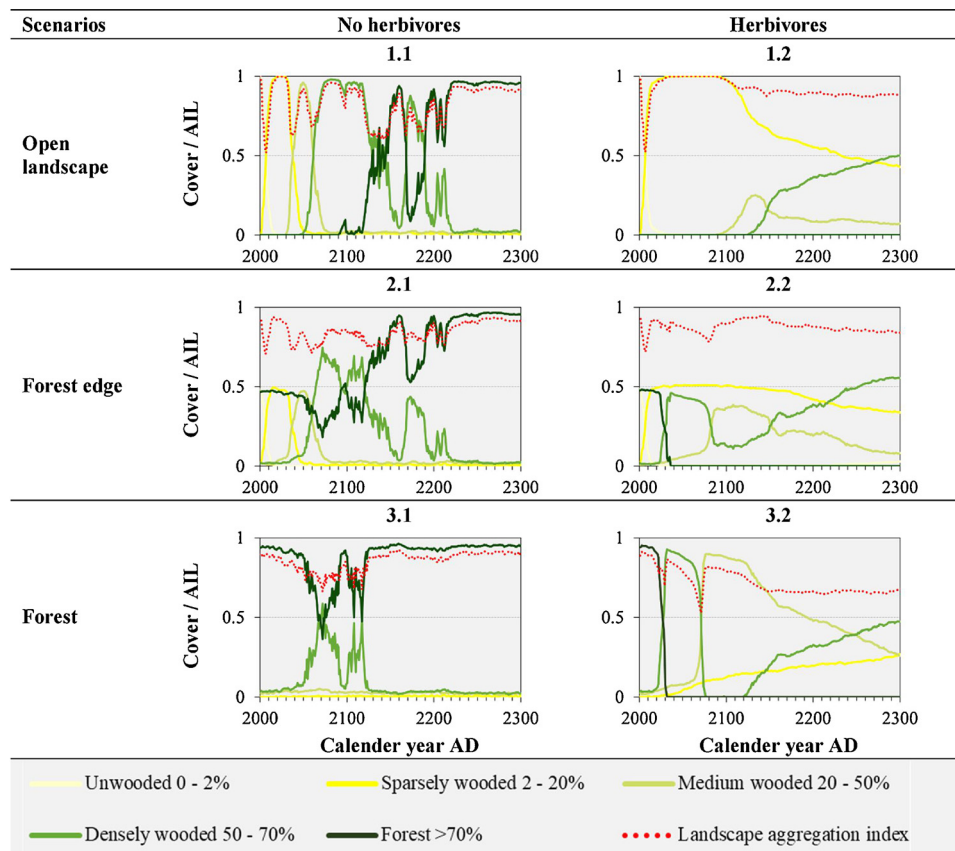 Scenarios No herbivores Herbivores
1.1 1.2
Open landscape
Cover / AIL
1
0.5
0
2000 2100 2200 2300
1
0.5
0
2000 2100 2200 2300
2.1 2.2
Forest edge
Cover / AIL
1
0.5
0
2000 2100 2200 2300
1
0.5
0
2000 2100 2200 2300
3.1 3.2
Forest
Cover / AIL
1
0.5
0
2000 2100 2200 2300
1
0.5
0
2000 2100 2200 2300
Calender year AD Calender year AD
Unwooded 0 - 2% Sparsely wooded 2 - 20% Medium wooded 20 - 50%
Densely wooded 50 - 70% Forest >70% Landscape aggregation index